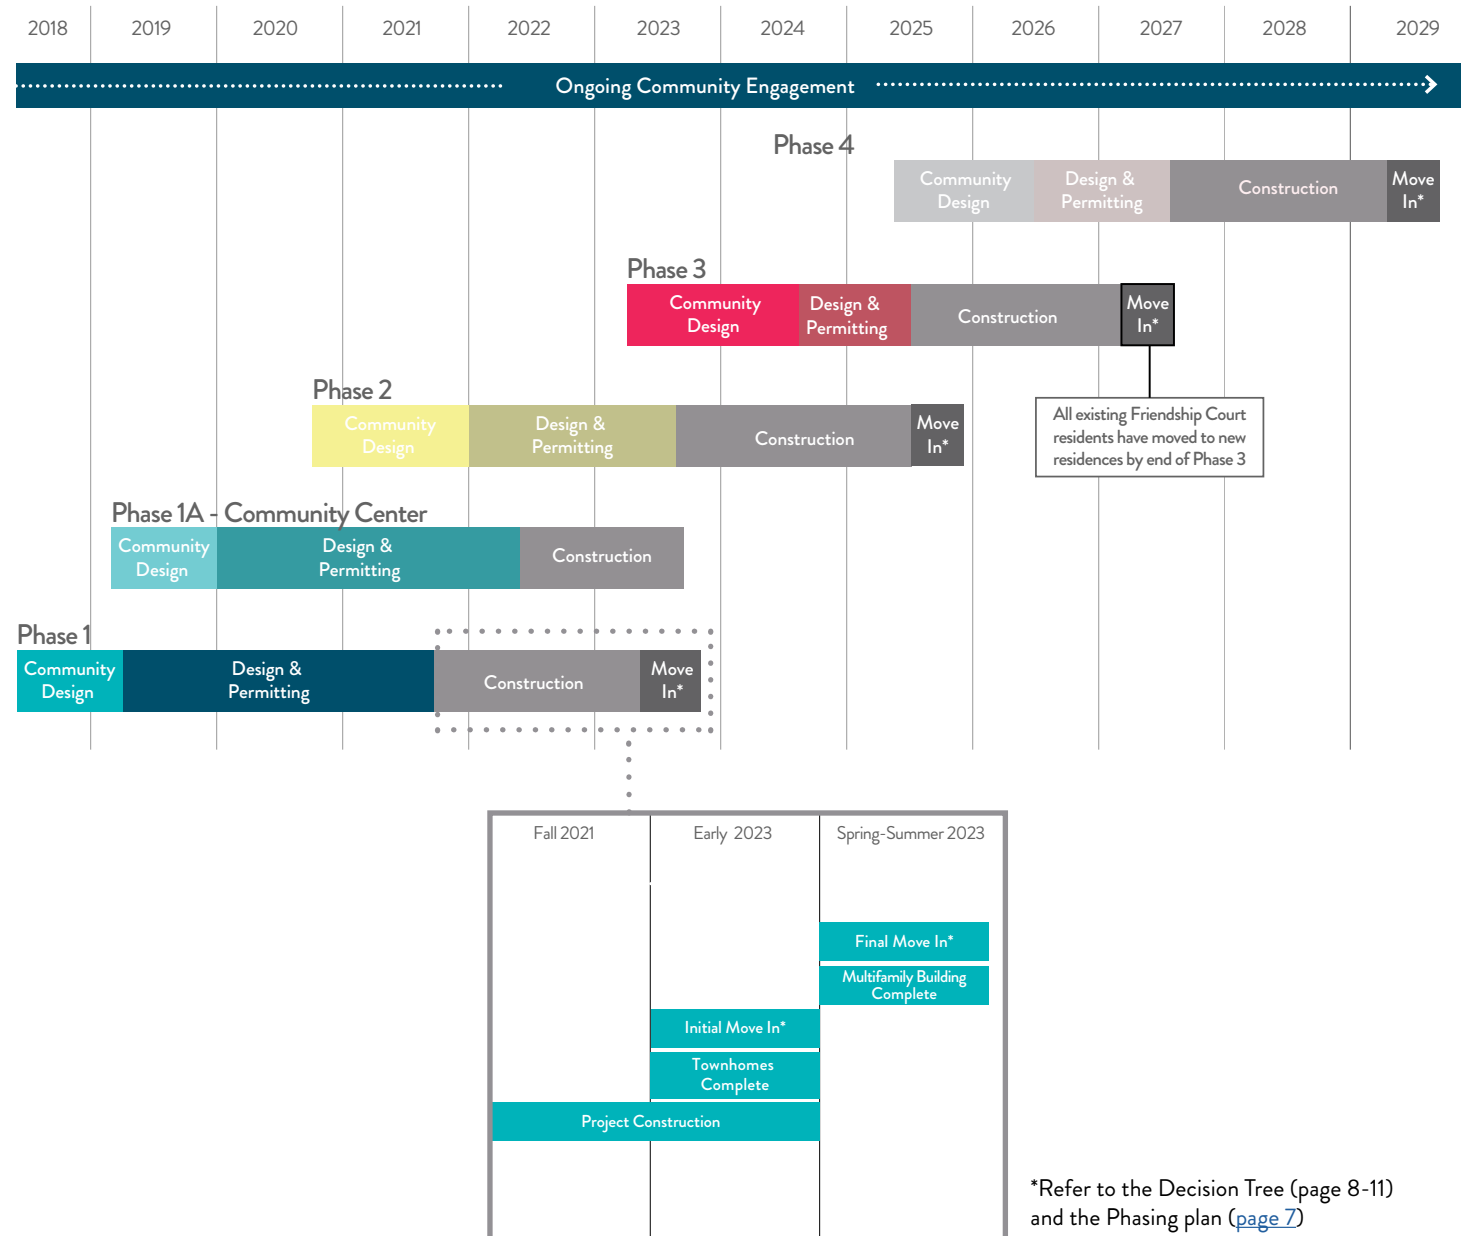 2018 2019 2020 2021 2022 2023 2024 2025 2026 2027 2028 2029
Ongoing Community Engagement
Phase 4
Community
Design
Design &
Permitting
Construction
Move
In*
Phase 3
Community
Design
Design &
Permitting
Construction
Move
In*
All existing Friendship Court
residents have moved to new
residences by end of Phase 3
Phase 2
Community
Design
Design &
Permitting
Construction
Move
In*
Phase 1A - Community Center
Community
Design
Design &
Permitting
Construction
Phase 1
Community
Design
Design &
Permitting
Construction
Move
In*
Fall 2021 Early 2023 Spring-Summer 2023
Final Move In*
Multifamily Building
Complete
Initial Move In*
Townhomes
Complete
Project Construction
*Refer to the Decision Tree (page 8-11)
and the Phasing plan (page 7)